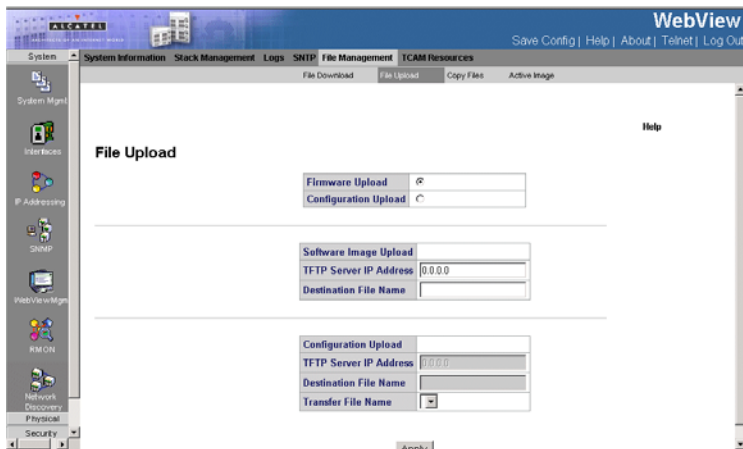 ALCATEL
WebView
Save Config | Help | About | Telnet | Log Out
System
System Information Stack Management Logs SNTP File Management TCAM Resources
File Download File Upload Copy Files Active Image
System Mgmt
Interfaces
IP Addressing
SNMP
WebViewMgm
RMON
Network
Discovery
Physical
Security
Help
File Upload
Firmware Upload
Configuration Upload
Software Image Upload
TFTP Server IP Address 0.0.0.0
Destination File Name
Configuration Upload
TFTP Server IP Address 0.0.0.0
Destination File Name
Transfer File Name
Apply